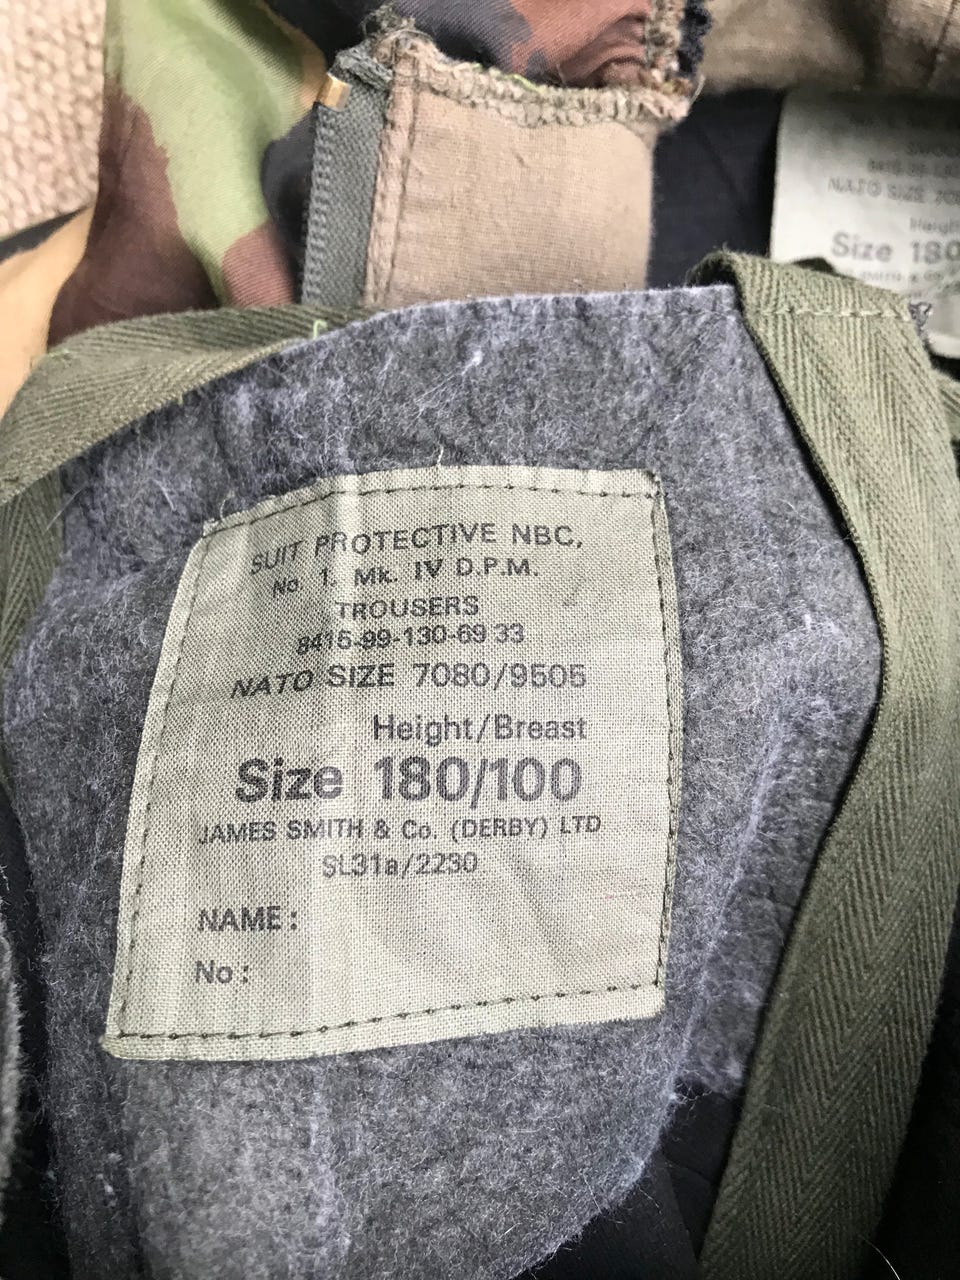 NATO SIZE
Size 180
SUIT PROTECTIVE NBC,
No 1. Mk. IV D.P.M.
TROUSERS
8415-99-130-69 33
NATO SIZE 7080/9505
Height/Breast
Size 180/100
JAMES SMITH & Co. (DERBY) LTD
SL31a/2230
NAME :
No :